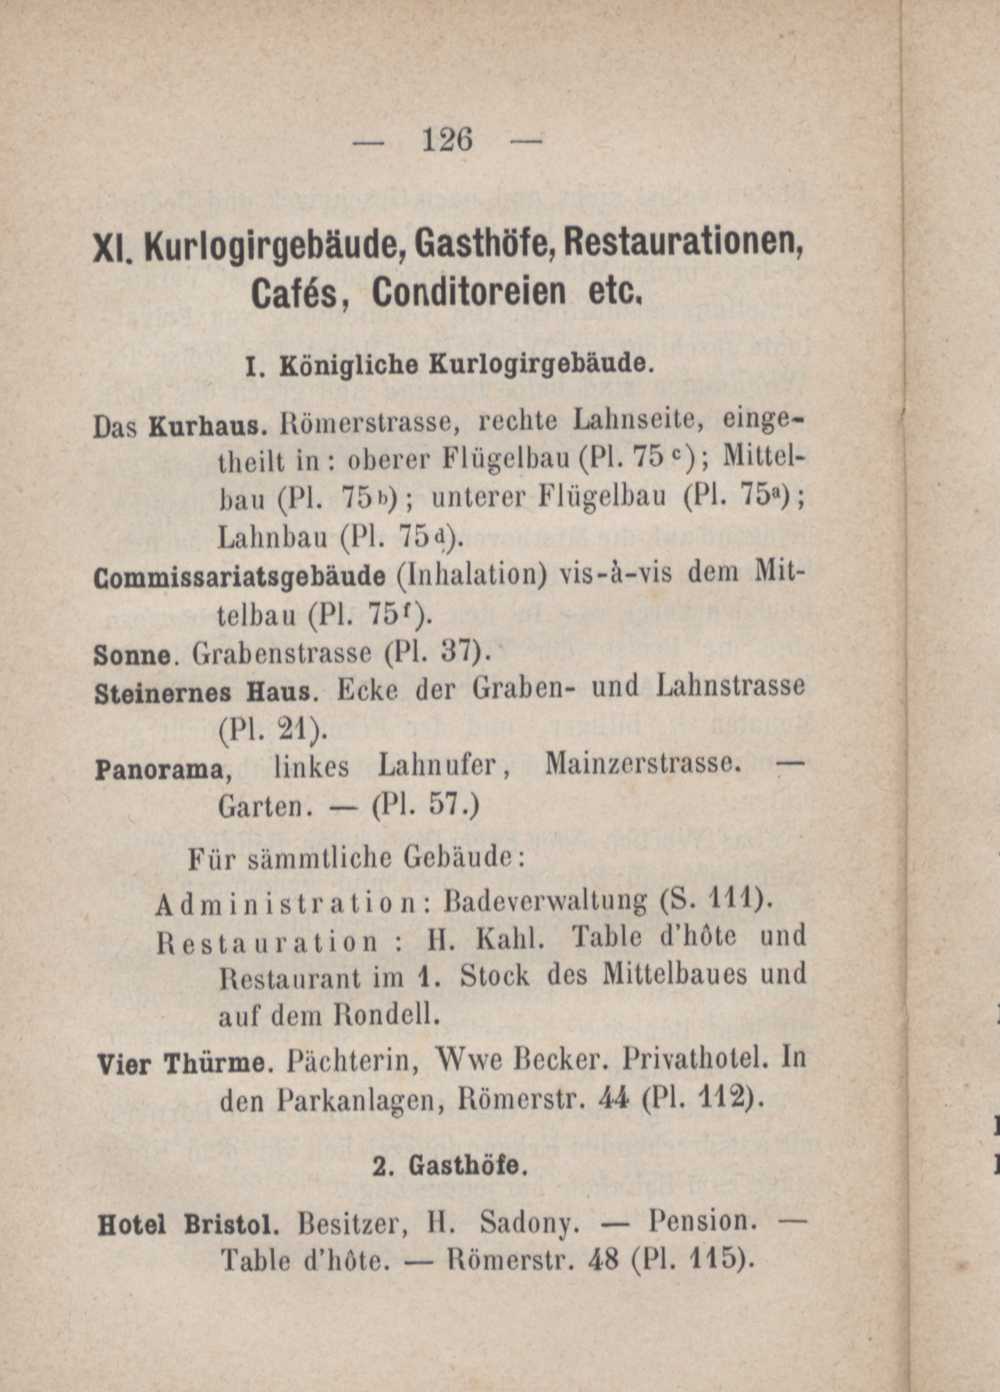 — 126 —
XI. Kurlogirgebäude, Gasthöfe, Restaurationen,
Cafés, Conditoreien etc.
I. Königliche Kurlogirgebäude.
Das Kurhaus. Römerstrasse, rechte Lahnseite, einge-
theilt in: oberer Flügelbau (Pl. 75 c); Mittel-
bau (Pl. 75b); unterer Flügelbau (Pl. 75a);
Lahnbau (Pl. 75d).
Commissariatsgebäude (Inhalation) vis-à-vis dem Mit-
telbau (Pl. 75f).
Sonne. Grabenstrasse (Pl. 37).
Steinernes Haus. Ecke der Graben- und Lahnstrasse
(Pl. 21).
Panorama, linkes Lahnufer, Mainzerstrasse. —
Garten. — (Pl. 57.)
Für sämmtliche Gebäude:
Administration: Badeverwaltung (S. 111).
Restauration: H. Kahl. Table d'hôte und
Restaurant im 1. Stock des Mittelbaues und
auf dem Rondell.
Vier Thürme. Pächterin, Wwe Becker. Privathotel. In
den Parkanlagen, Römerstr. 44 (Pl. 112).
2. Gasthöfe.
Hotel Bristol. Besitzer, H. Sadony. — Pension. —
Table d'hôte. — Römerstr. 48 (Pl. 115).